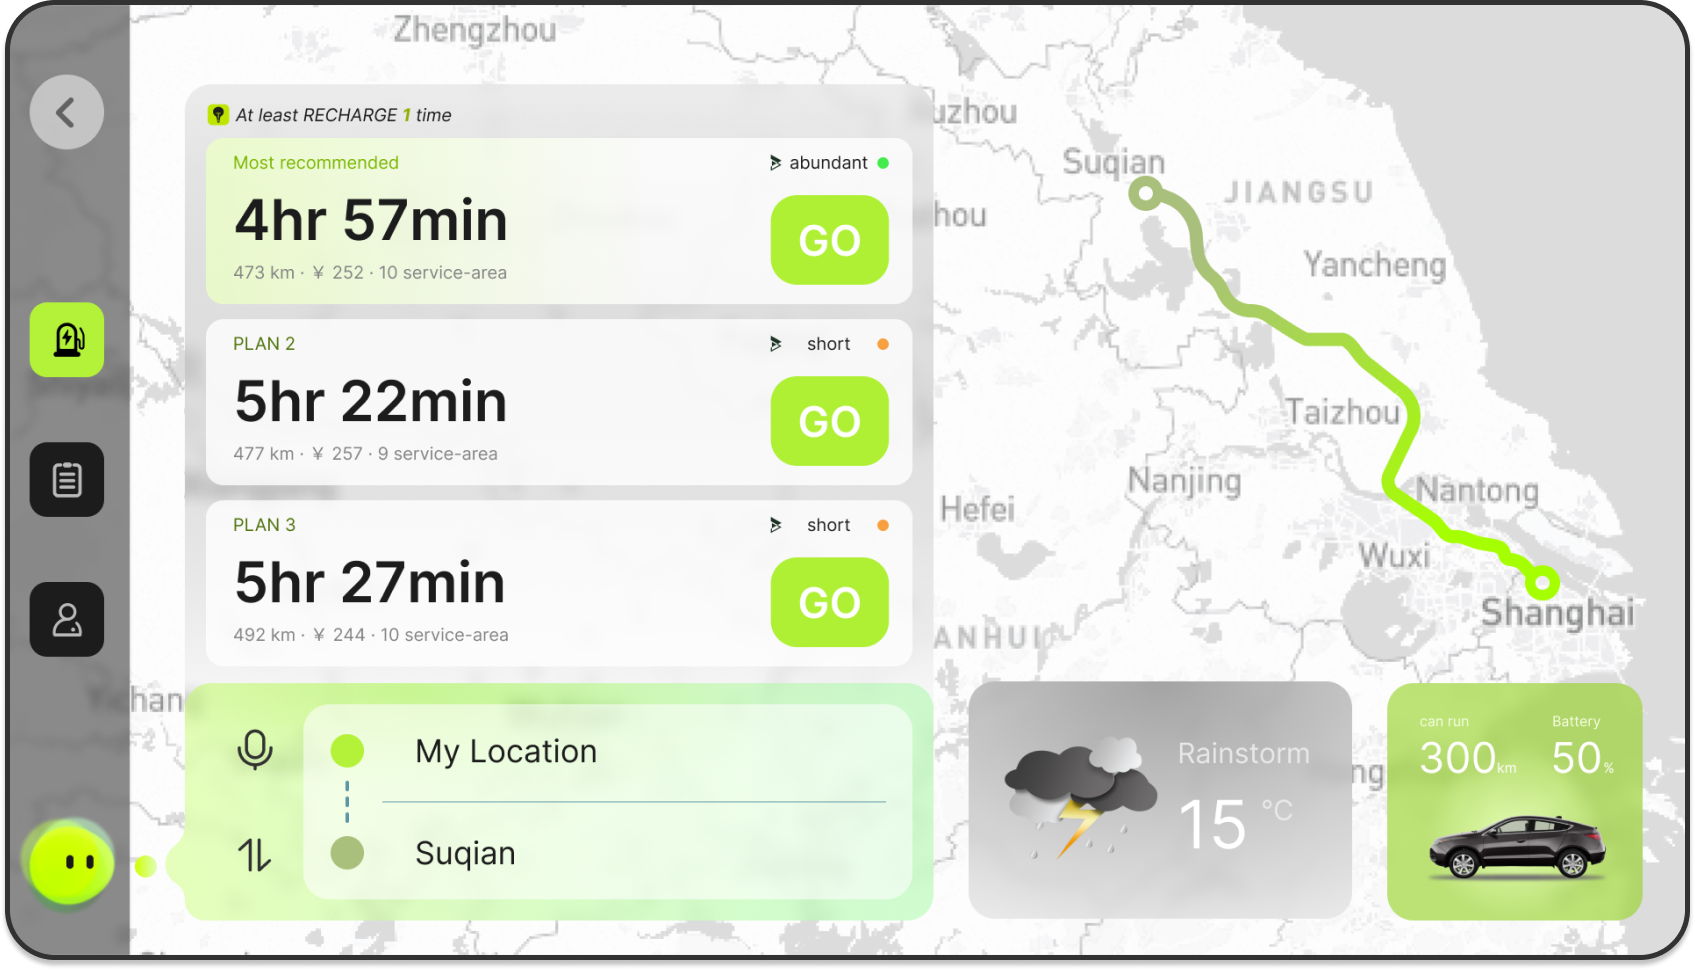 Zhengzhou
At least RECHARGE 1 time
Most recommended
abundant
4hr 57min
GO
473 km · ¥ 252 · 10 service-area
PLAN 2
short
5hr 22min
GO
477 km · ¥ 257 · 9 service-area
PLAN 3
short
5hr 27min
GO
492 km · ¥ 244 · 10 service-area
My Location
Suqian
uzhou
Suqian
JIANGSU
hou
Yancheng
Taizhou
Nanjing
Nantong
Hefei
Wuxi
Shanghai
ANHUI
Yichang
Rainstorm
15 °C
ng
can run
Battery
300km
50%